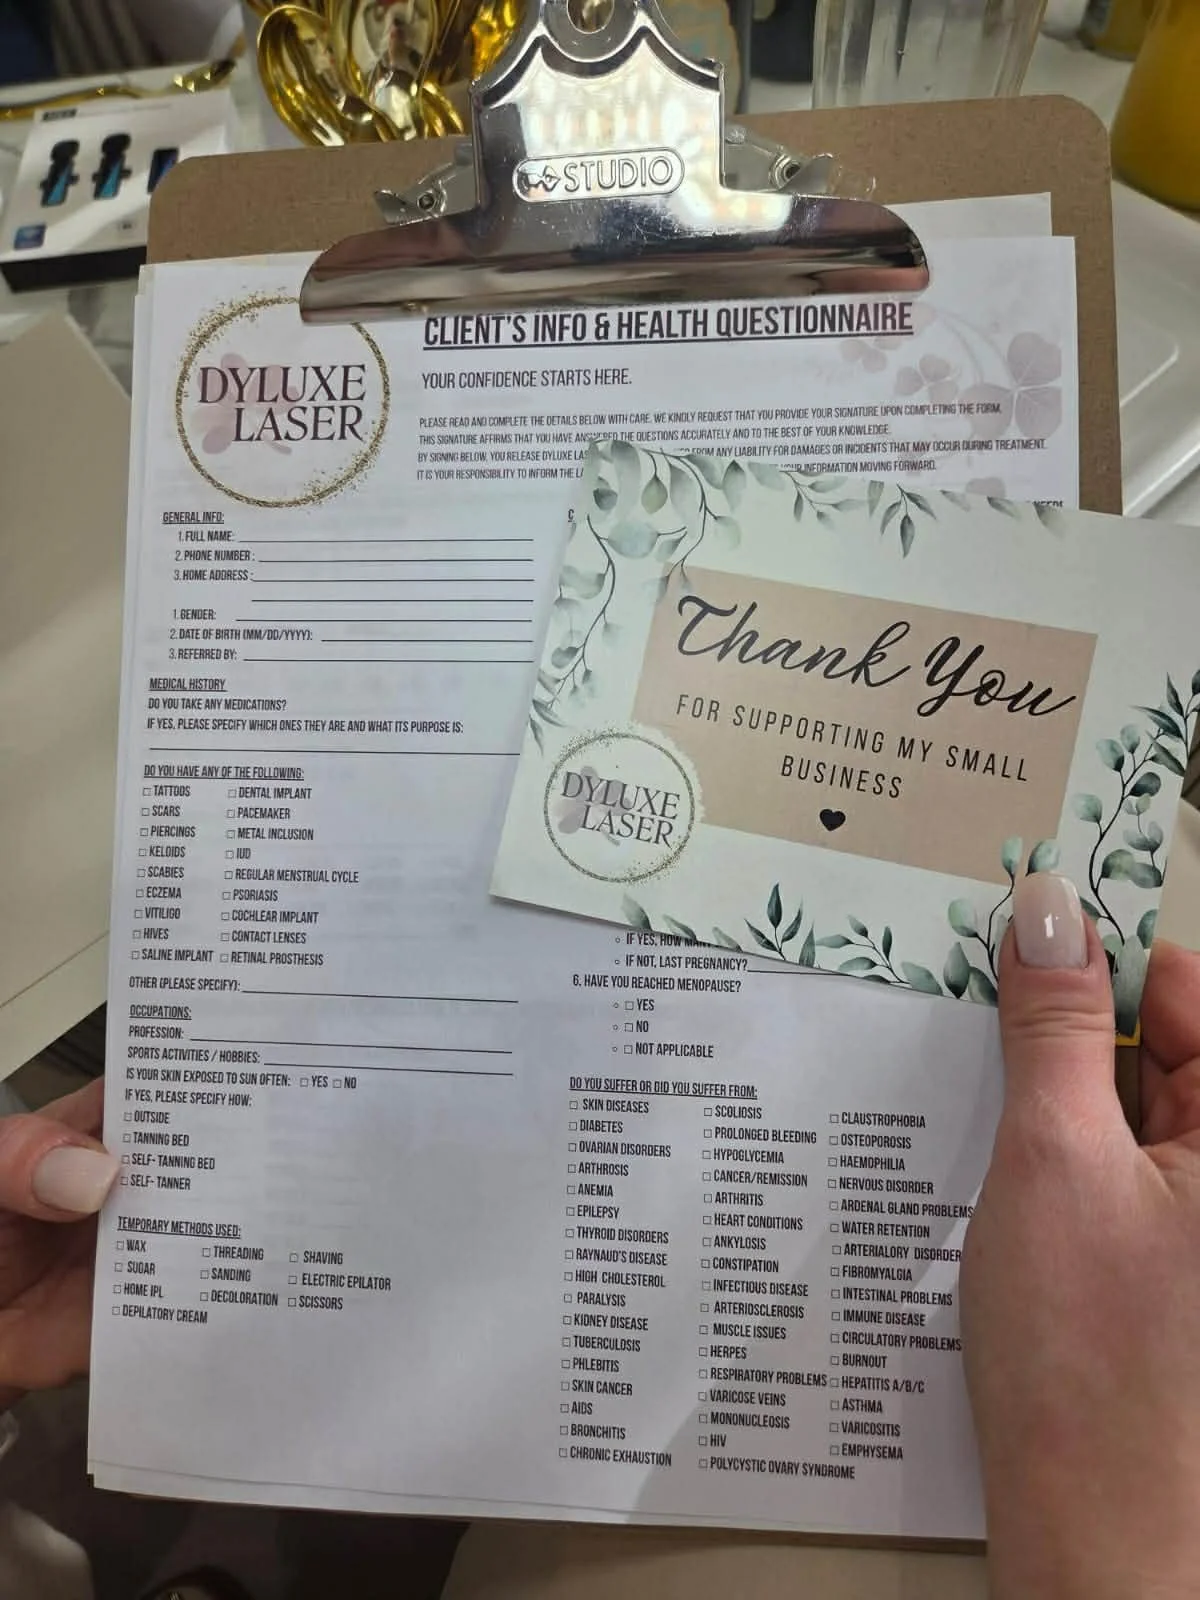 STUDIO
DYLUXE
LASER
CLIENT'S INFO & HEALTH QUESTIONNAIRE
YOUR CONFIDENCE STARTS HERE.
PLEASE READ AND COMPLETE THE DETAILS BELOW WITH CARE. WE KINDLY REQUEST THAT YOU PROVIDE YOUR SIGNATURE UPON COMPLETING THE FORM.
THIS SIGNATURE AFFIRMS THAT YOU HAVE ANSWERED THE QUESTIONS ACCURATELY AND TO THE BEST OF YOUR KNOWLEDGE.
BY SIGNING BELOW, YOU RELEASE DYLUXE FROM ANY LIABILITY FOR DAMAGES OR INCIDENTS THAT MAY OCCUR DURING TREATMENT.
IT IS YOUR RESPONSIBILITY TO INFORM THE YOUR INFORMATION MOVING FORWARD.
GENERAL INFO:
1. FULL NAME:
2. PHONE NUMBER :
3. HOME ADDRESS :
1. GENDER:
2. DATE OF BIRTH (MM/DD/YYYY):
3. REFERRED BY:
MEDICAL HISTORY
DO YOU TAKE ANY MEDICATIONS?
IF YES, PLEASE SPECIFY WHICH ONES THEY ARE AND WHAT ITS PURPOSE IS:
DO YOU HAVE ANY OF THE FOLLOWING:
□ TATTOOS □ DENTAL IMPLANT
□ SCARS □ PACEMAKER
□ PIERCINGS □ METAL INCLUSION
□ KELOIDS □ IUD
□ SCABIES □ REGULAR MENSTRUAL CYCLE
□ ECZEMA □ PSORIASIS
□ VITILIGO □ COCHLEAR IMPLANT
□ HIVES □ CONTACT LENSES
□ SALINE IMPLANT □ RETINAL PROSTHESIS
OTHER (PLEASE SPECIFY):
OCCUPATIONS:
PROFESSION:
SPORTS ACTIVITIES / HOBBIES:
IS YOUR SKIN EXPOSED TO SUN OFTEN: □ YES □ NO
IF YES, PLEASE SPECIFY HOW:
□ OUTSIDE
□ TANNING BED
□ SELF- TANNING BED
□ SELF- TANNER
TEMPORARY METHODS USED:
□ WAX □ THREADING □ SHAVING
□ SUGAR □ SANDING □ ELECTRIC EPILATOR
□ HOME IPL □ DECOLORATION □ SCISSORS
□ DEPILATORY CREAM
Thank You
FOR SUPPORTING MY SMALL
BUSINESS
DYLUXE
LASER
IF YES, HOW MANY
IF NOT, LAST PREGNANCY?
6. HAVE YOU REACHED MENOPAUSE?
□ YES
□ NO
□ NOT APPLICABLE
DO YOU SUFFER OR DID YOU SUFFER FROM:
□ SKIN DISEASES □ SCOLIOSIS □ CLAUSTROPHOBIA
□ DIABETES □ PROLONGED BLEEDING □ OSTEOPOROSIS
□ OVARIAN DISORDERS □ HYPOGLYCEMIA □ HAEMOPHILIA
□ ARTHROSIS □ CANCER/REMISSION □ NERVOUS DISORDER
□ ANEMIA □ ARTHRITIS □ ARDENAL GLAND PROBLEMS
□ EPILEPSY □ HEART CONDITIONS □ WATER RETENTION
□ THYROID DISORDERS □ ANKYLOSIS □ ARTERIALORY DISORDER
□ RAYNAUD'S DISEASE □ CONSTIPATION □ FIBROMYALGIA
□ HIGH CHOLESTEROL □ INFECTIOUS DISEASE □ INTESTINAL PROBLEMS
□ PARALYSIS □ ARTERIOSCLEROSIS □ IMMUNE DISEASE
□ KIDNEY DISEASE □ MUSCLE ISSUES □ CIRCULATORY PROBLEMS
□ TUBERCULOSIS □ HERPES □ BURNOUT
□ PHLEBITIS □ RESPIRATORY PROBLEMS □ HEPATITIS A/B/C
□ SKIN CANCER □ VARICOSE VEINS □ ASTHMA
□ AIDS □ MONONUCLEOSIS □ VARICOSITIS
□ BRONCHITIS □ HIV □ EMPHYSEMA
□ CHRONIC EXHAUSTION □ POLYCYSTIC OVARY SYNDROME